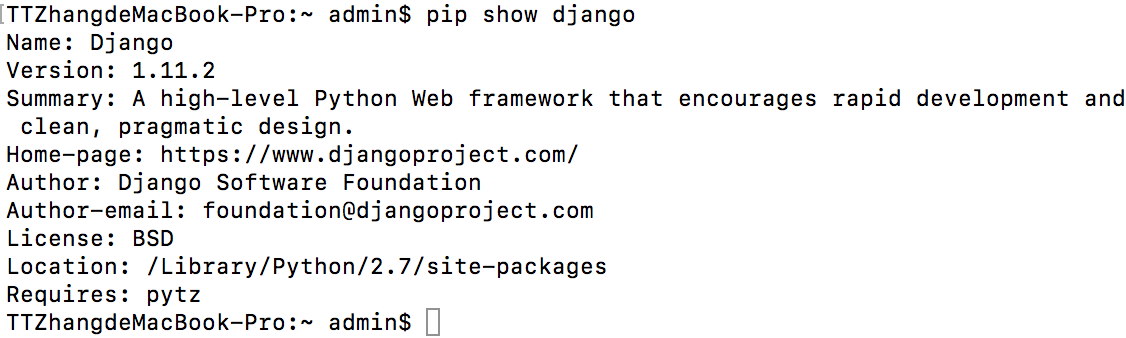 TTZhangdeMacBook-Pro:~ admin$ pip show django
Name: Django
Version: 1.11.2
Summary: A high-level Python Web framework that encourages rapid development and
 clean, pragmatic design.
Home-page: https://www.djangoproject.com/
Author: Django Software Foundation
Author-email: foundation@djangoproject.com
License: BSD
Location: /Library/Python/2.7/site-packages
Requires: pytz
TTZhangdeMacBook-Pro:~ admin$